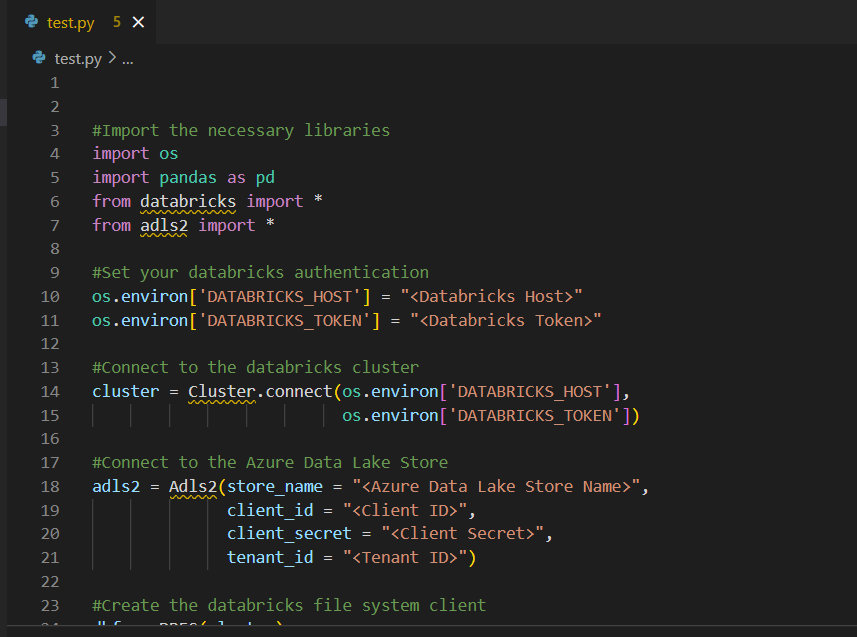 test.py 5
test.py > ...
1
2
3 #Import the necessary libraries
4 import os
5 import pandas as pd
6 from databricks import *
7 from adls2 import *
8
9 #Set your databricks authentication
10 os.environ['DATABRICKS_HOST'] = "<Databricks Host>"
11 os.environ['DATABRICKS_TOKEN'] = "<Databricks Token>"
12
13 #Connect to the databricks cluster
14 cluster = Cluster.connect(os.environ['DATABRICKS_HOST'],
15 os.environ['DATABRICKS_TOKEN'])
16
17 #Connect to the Azure Data Lake Store
18 adls2 = Adls2(store_name = "<Azure Data Lake Store Name>",
19 client_id = "<Client ID>",
20 client_secret = "<Client Secret>",
21 tenant_id = "<Tenant ID>")
22
23 #Create the databricks file system client